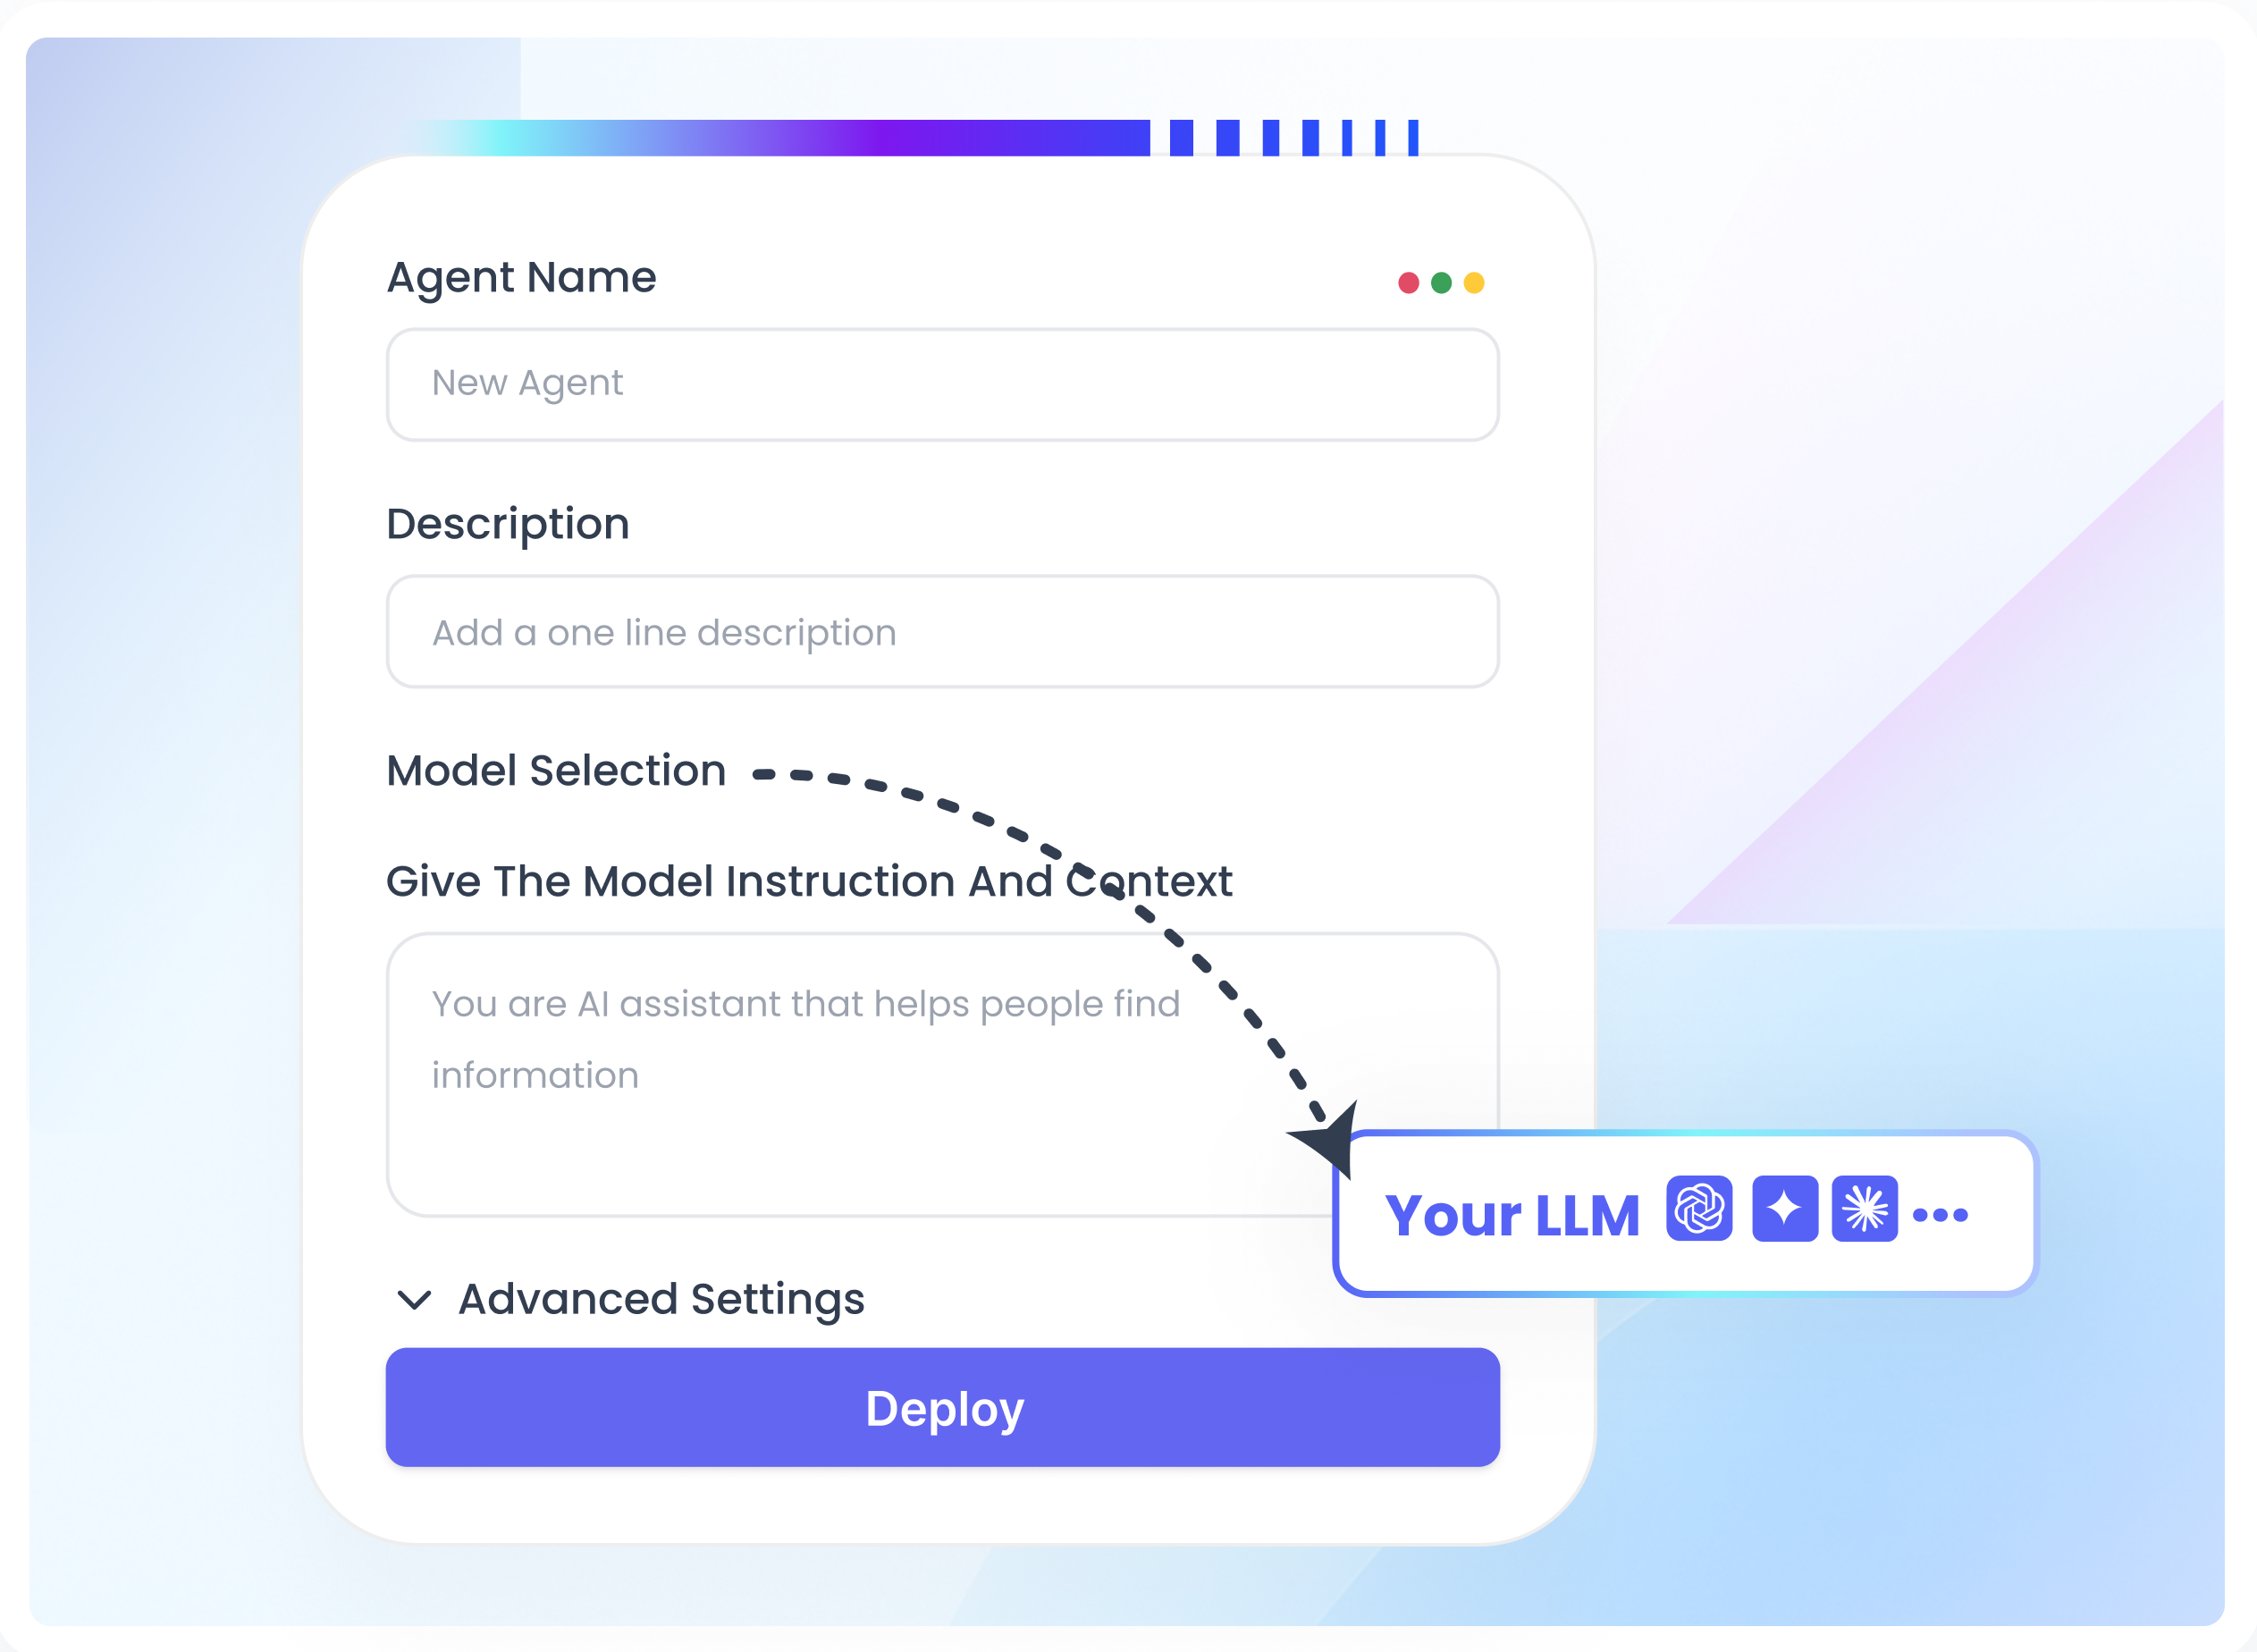 Agent Name
New Agent
Description
Add a one line description
Model Selection
Give The Model Instruction And Context
You are AI assistant that helps people find
information
Your LLM
Advanced Settings
Deploy